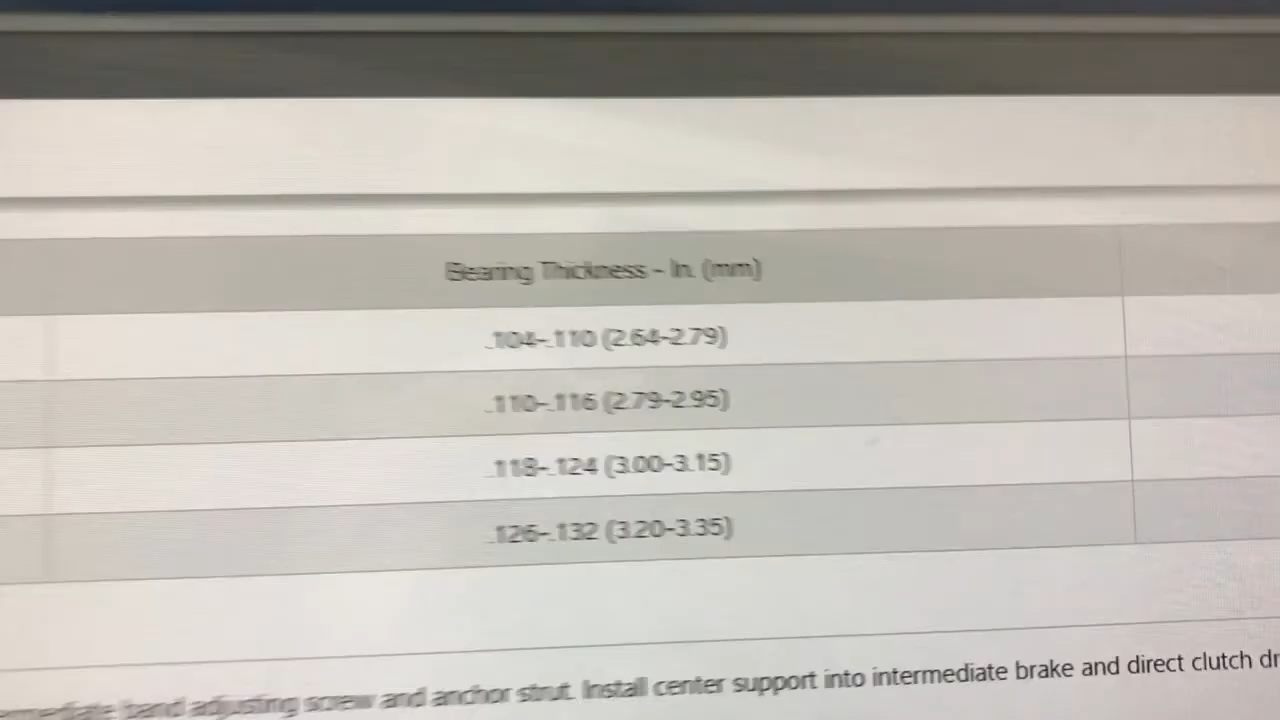 Bearing Thickness - In. (mm)
.104-.110 (2.64-2.79)
.110-.116 (2.79-2.95)
.118-.124 (3.00-3.15)
.126-.132 (3.20-3.35)
band adjusting screw and anchor strut. Install center support into intermediate brake and direct clutch